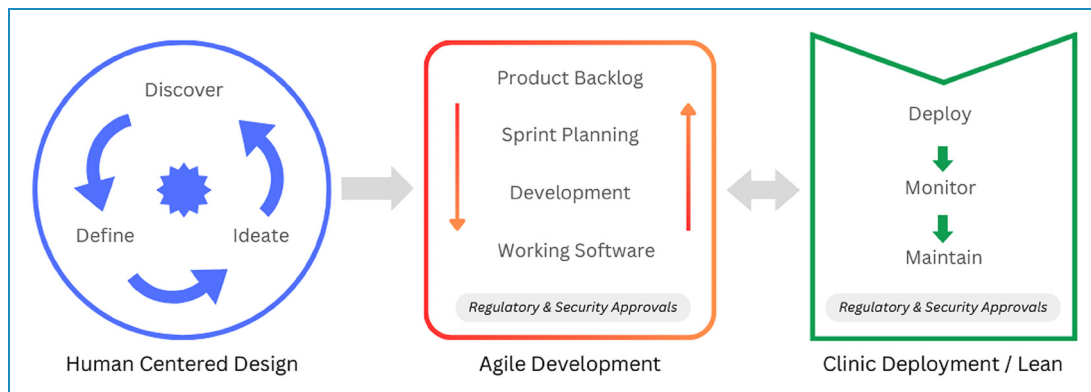 Discover
Define
Ideate
Human Centered Design
Product Backlog
Sprint Planning
Development
Working Software
Regulatory & Security Approvals
Agile Development
Deploy
Monitor
Maintain
Regulatory & Security Approvals
Clinic Deployment / Lean